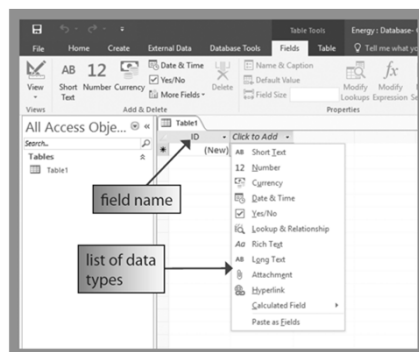 Table Tools
Energy : Database-
File Home Create External Data Database Tools Fields Table Tell me what yo
View
Short Text
Number
Currency
Date & Time
Yes/No
More Fields
Delete
Name & Caption
Default Value
Field Size
Modify Lookups
Modify Expression
Views
Add & Delete
Properties
All Access Obje...
Search...
Tables
Table1
Table1
ID
Click to Add
(New)
AB Short Text
12 Number
Currency
Date & Time
Yes/No
Lookup & Relationship
Aa Rich Text
AB Long Text
Attachment
Hyperlink
Calculated Field
Paste as Fields
field name
list of data
types